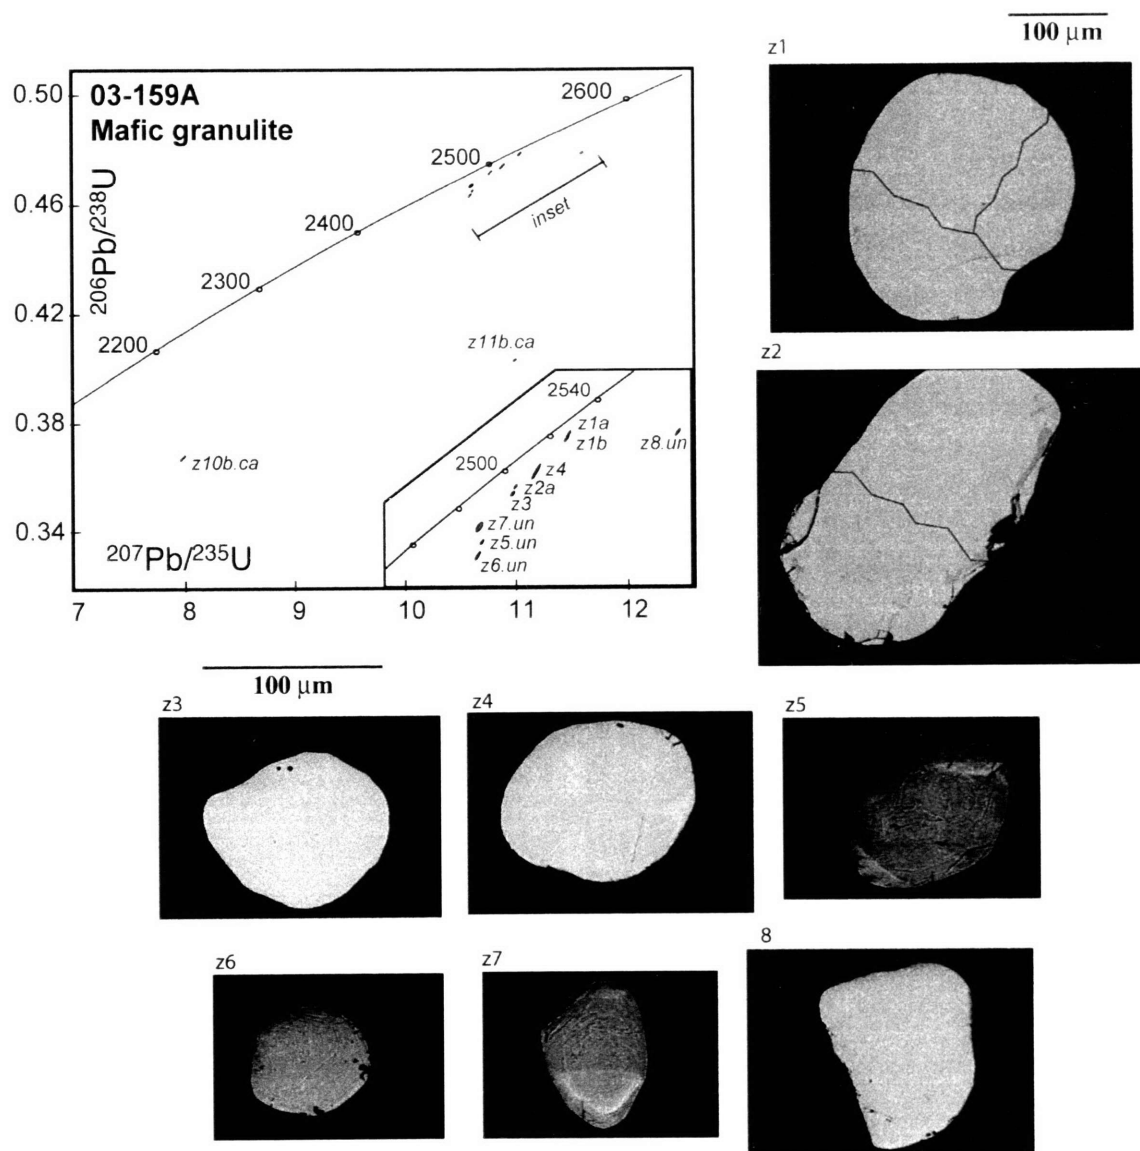 100 µm
z1
03-159A
Mafic granulite
206Pb/238U
0.50
0.46
0.42
0.38
0.34
2600
2500
2400
2300
2200
inset
z11b.ca
z10b.ca
2540
2500
z1a
z1b
z8.un
z4
z2a
z3
z7.un
z5.un
z6.un
207Pb/235U
7 8 9 10 11 12
z2
100 µm
z3 z4 z5
z6 z7 8